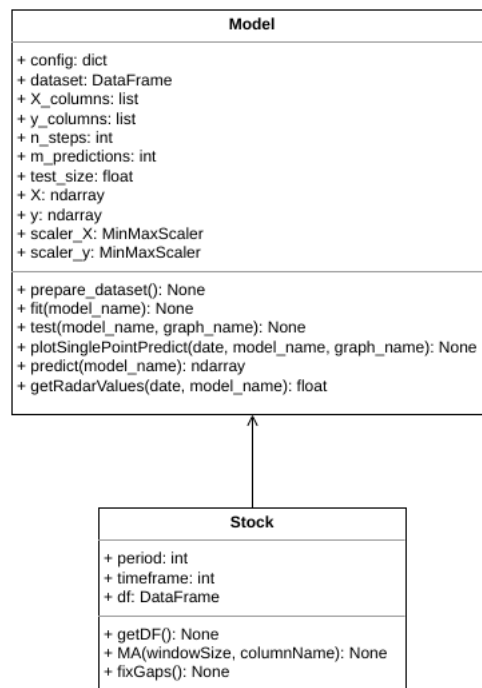 Model
+ config: dict
+ dataset: DataFrame
+ X_columns: list
+ y_columns: list
+ n_steps: int
+ m_predictions: int
+ test_size: float
+ X: ndarray
+ y: ndarray
+ scaler_X: MinMaxScaler
+ scaler_y: MinMaxScaler
+ prepare_dataset(): None
+ fit(model_name): None
+ test(model_name, graph_name): None
+ plotSinglePointPredict(date, model_name, graph_name): None
+ predict(model_name): ndarray
+ getRadarValues(date, model_name): float
Stock
+ period: int
+ timeframe: int
+ df: DataFrame
+ getDF(): None
+ MA(windowSize, columnName): None
+ fixGaps(): None